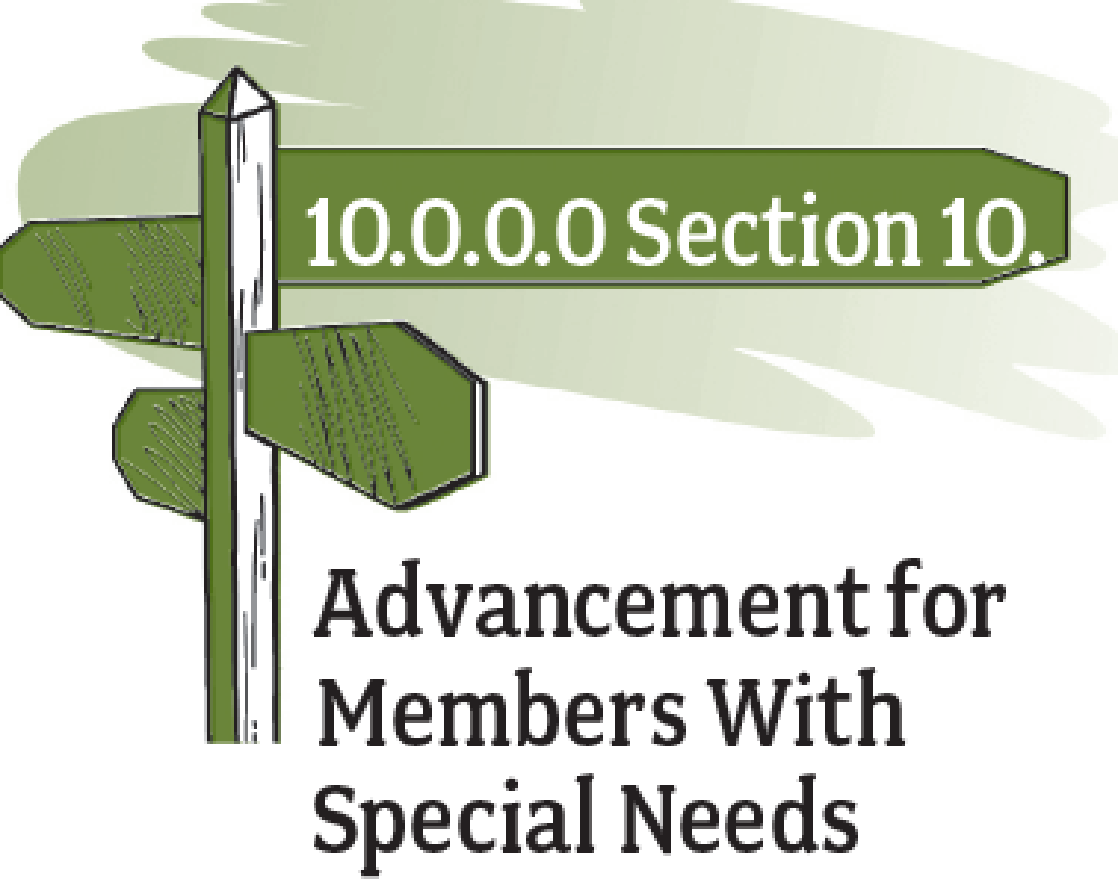 10.0.0.0 Section 10.
Advancement for
Members With
Special Needs